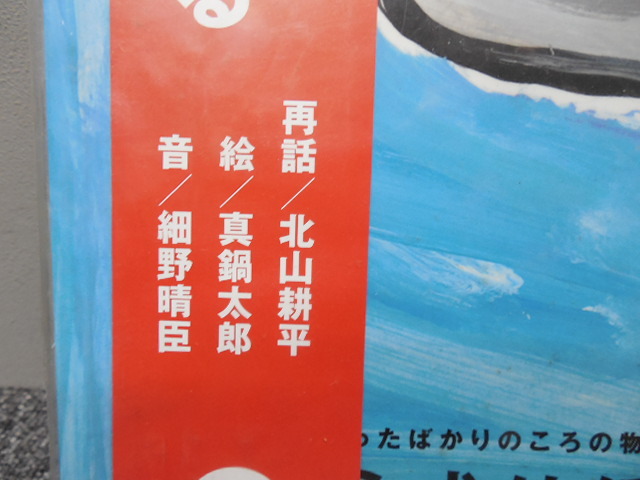 る
再話／北山耕平
絵／真鍋太郎
音／細野晴臣
ったばかりのころの物